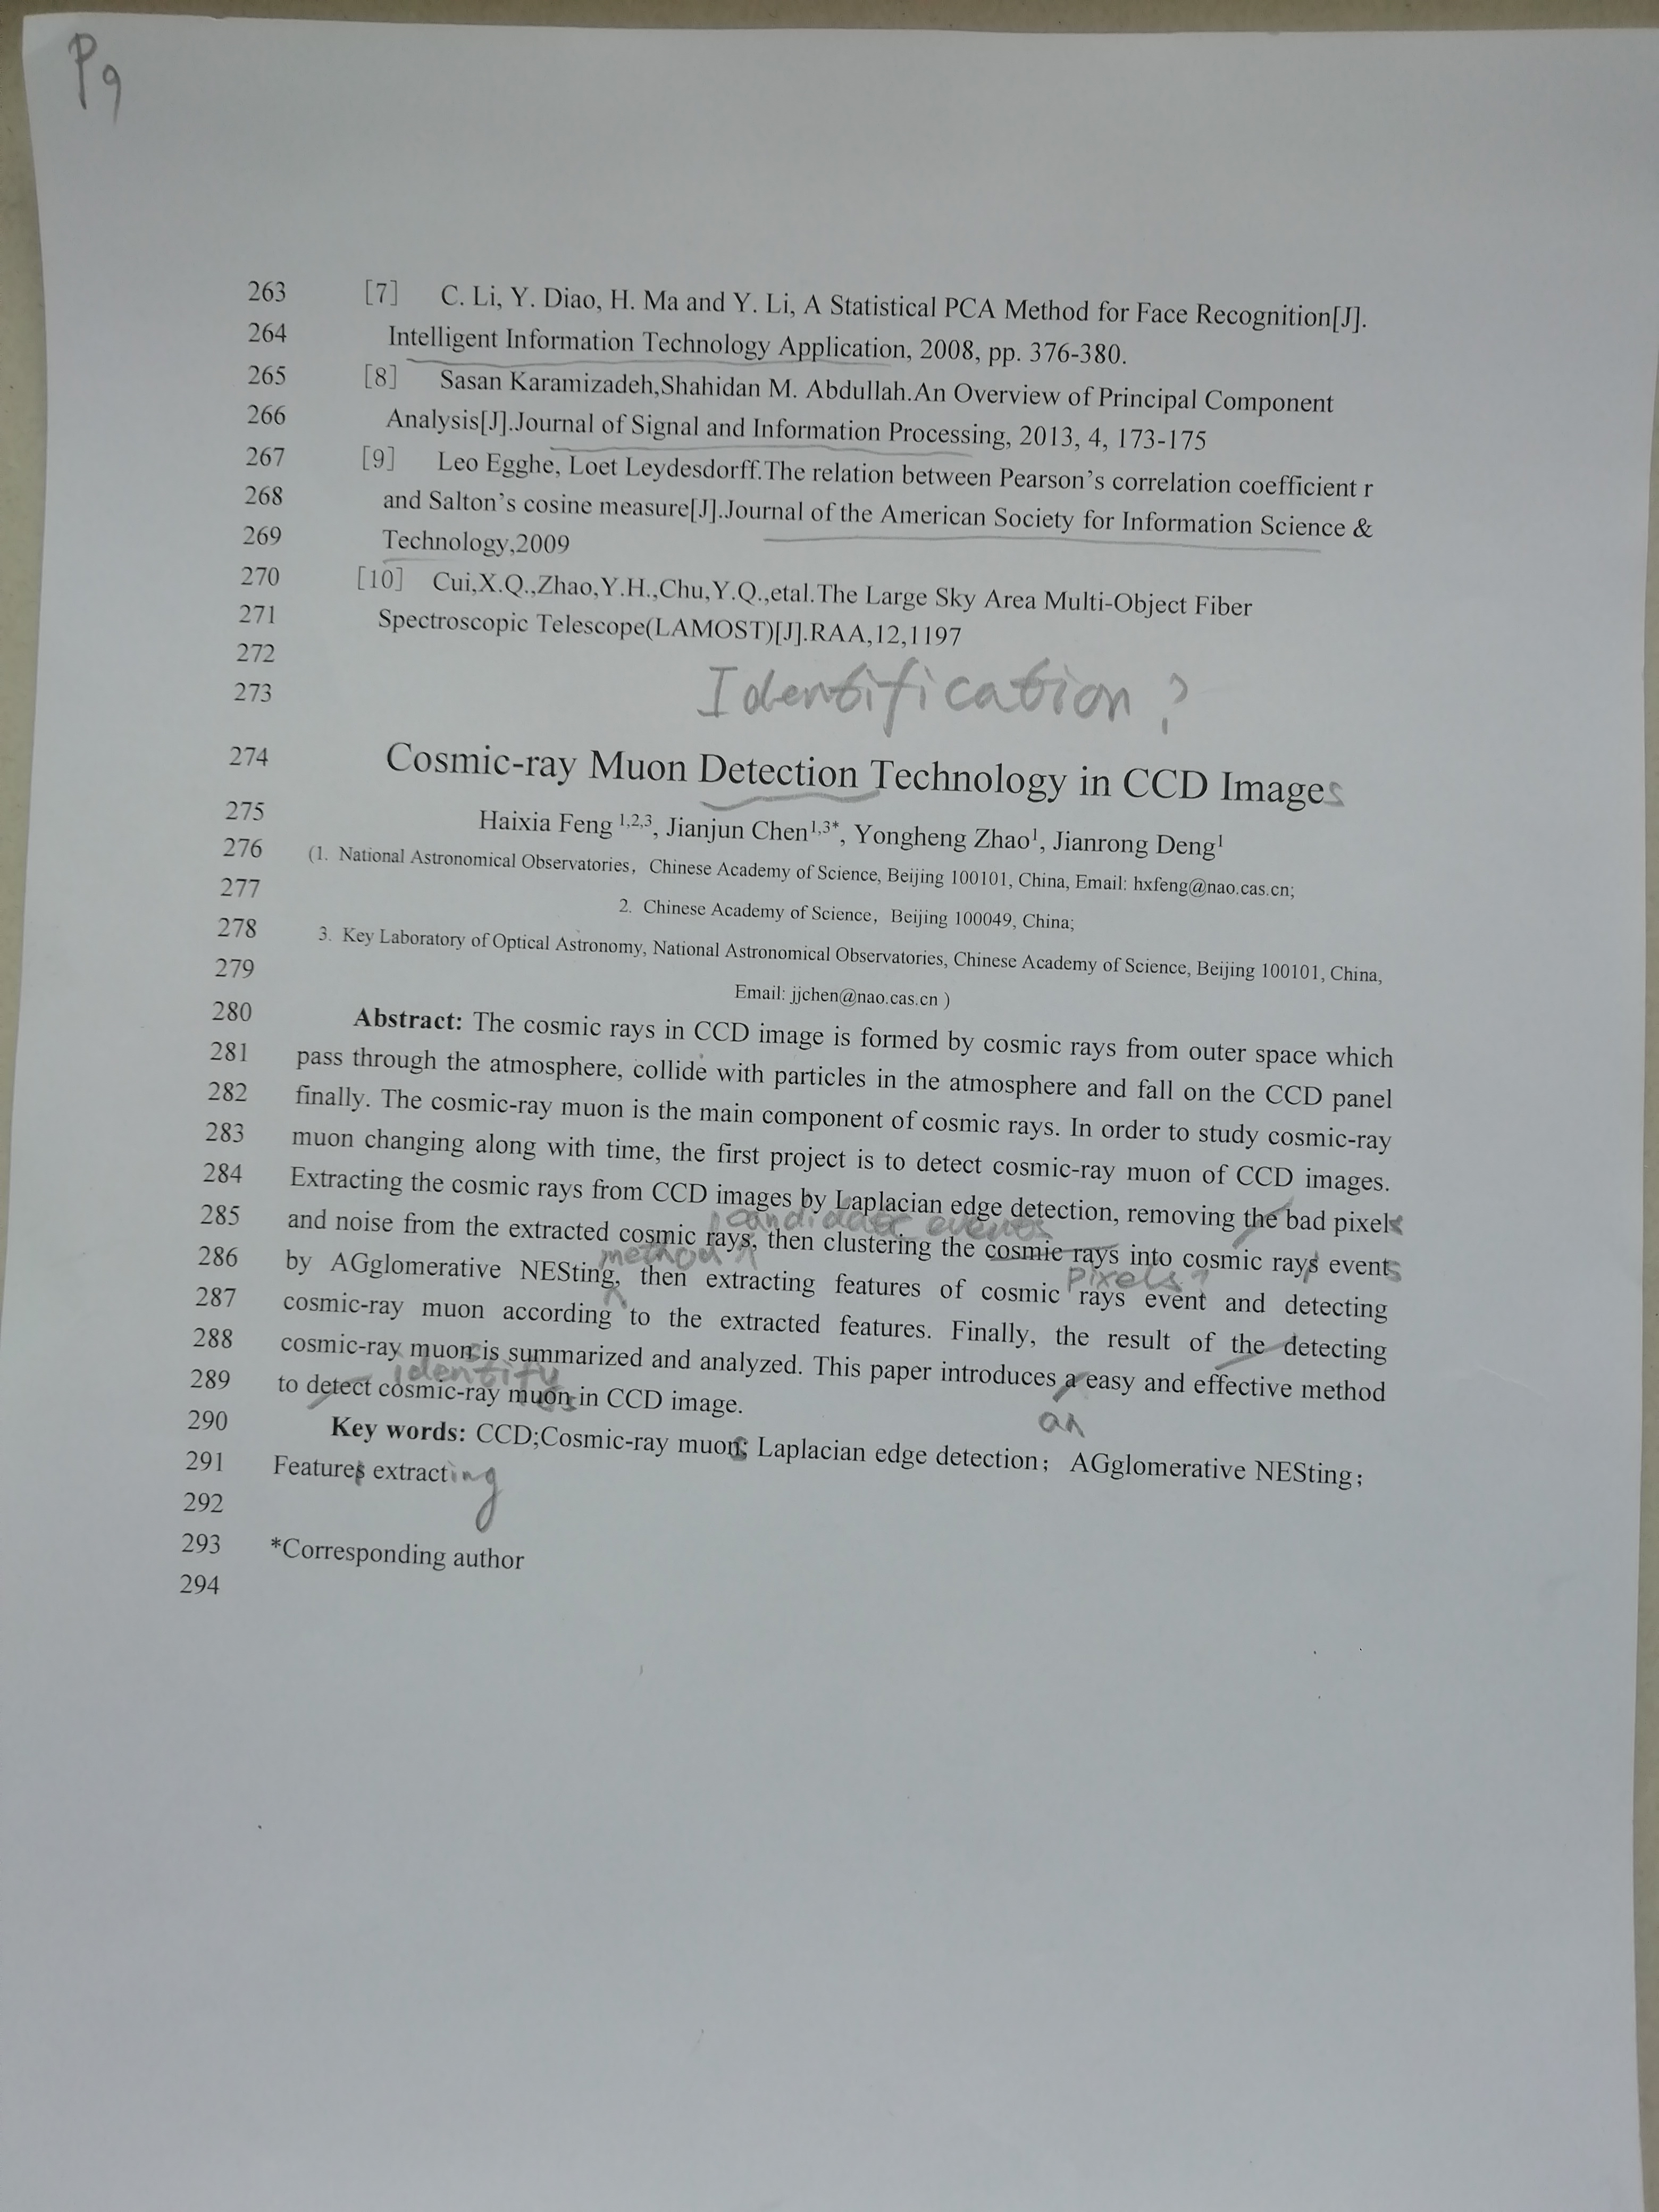 P9
263 [7] C. Li, Y. Diao, H. Ma and Y. Li, A Statistical PCA Method for Face Recognition[J].
264 Intelligent Information Technology Application, 2008, pp. 376-380.
265 [8] Sasan Karamizadeh,Shahidan M. Abdullah.An Overview of Principal Component
266 Analysis[J].Journal of Signal and Information Processing, 2013, 4, 173-175
267 [9] Leo Egghe, Loet Leydesdorff.The relation between Pearson's correlation coefficient r
268 and Salton's cosine measure[J].Journal of the American Society for Information Science &
269 Technology,2009
270 [10] Cui,X.Q.,Zhao,Y.H.,Chu,Y.Q.,etal.The Large Sky Area Multi-Object Fiber
271 Spectroscopic Telescope(LAMOST)[J].RAA,12,1197
272
273 Identification?
274 Cosmic-ray Muon Detection Technology in CCD Images
275 Haixia Feng 1,2,3, Jianjun Chen1,3*, Yongheng Zhao1, Jianrong Deng1
276 (1. National Astronomical Observatories, Chinese Academy of Science, Beijing 100101, China, Email: hxfeng@nao.cas.cn;
277 2. Chinese Academy of Science, Beijing 100049, China;
278 3. Key Laboratory of Optical Astronomy, National Astronomical Observatories, Chinese Academy of Science, Beijing 100101, China,
279 Email: jjchen@nao.cas.cn )
280 Abstract: The cosmic rays in CCD image is formed by cosmic rays from outer space which
281 pass through the atmosphere, collide with particles in the atmosphere and fall on the CCD panel
282 finally. The cosmic-ray muon is the main component of cosmic rays. In order to study cosmic-ray
283 muon changing along with time, the first project is to detect cosmic-ray muon of CCD images.
284 Extracting the cosmic rays from CCD images by Laplacian edge detection, removing the bad pixels
candidate events
285 and noise from the extracted cosmic rays, then clustering the cosmic rays into cosmic rays events
method pixels?
286 by AGglomerative NESting, then extracting features of cosmic rays event and detecting
287 cosmic-ray muon according to the extracted features. Finally, the result of the detecting
288 cosmic-ray muon is summarized and analyzed. This paper introduces a easy and effective method
identify
289 to detect cosmic-ray muons in CCD image.
an
290 Key words: CCD;Cosmic-ray muons; Laplacian edge detection; AGglomerative NESting;
291 Features extracting
292
293 *Corresponding author
294